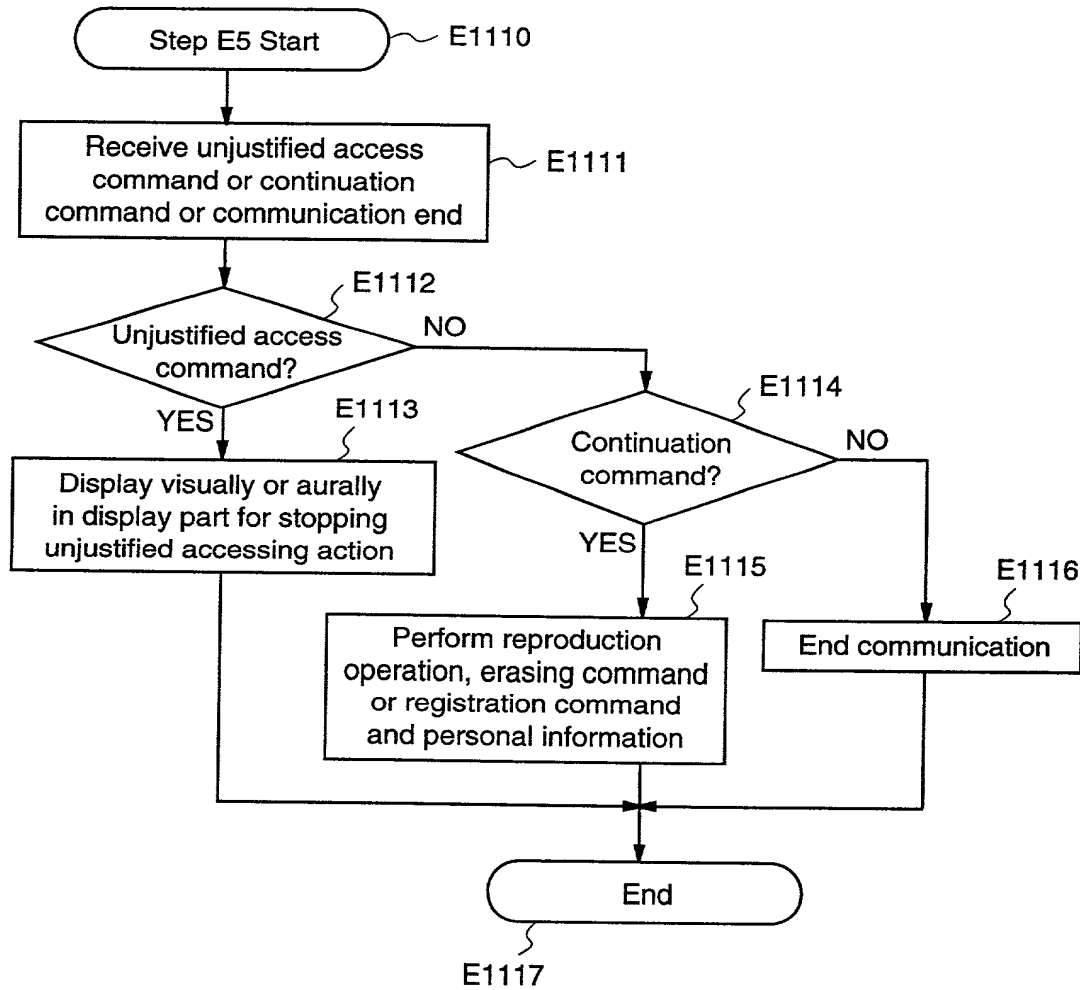 Step E5 Start
E1110
Receive unjustified access
command or continuation
command or communication end
E1111
E1112
Unjustified access
command?
NO
YES
E1113
Display visually or aurally
in display part for stopping
unjustified accessing action
E1114
Continuation
command?
NO
YES
E1115
Perform reproduction
operation, erasing command
or registration command
and personal information
E1116
End communication
End
E1117